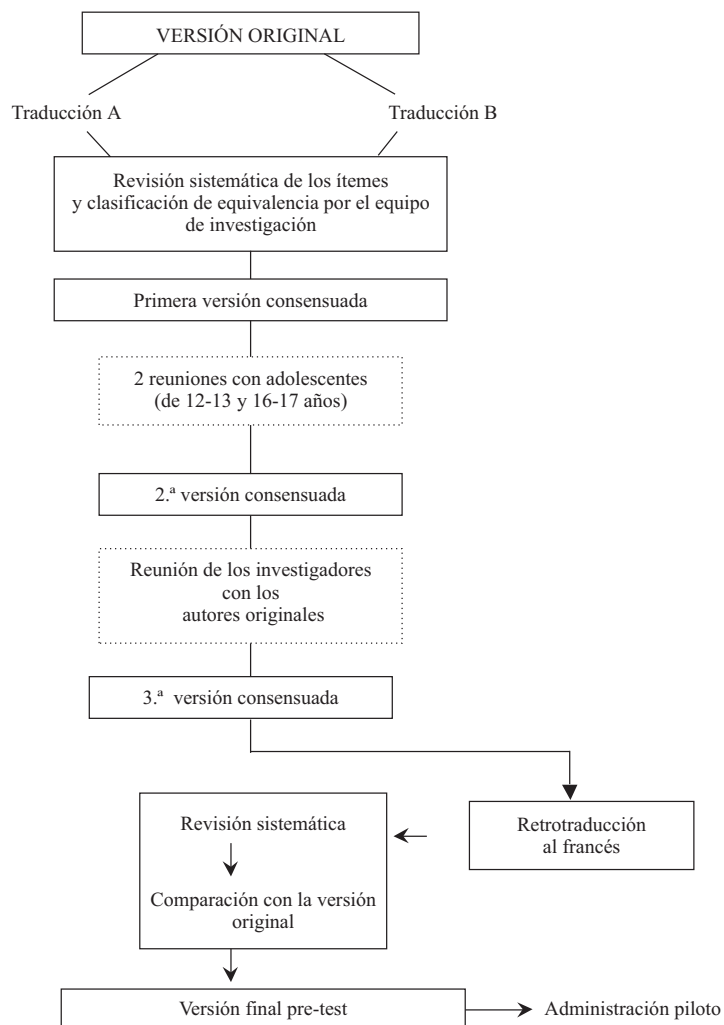 VERSIÓN ORIGINAL
Traducción A
Traducción B
Revisión sistemática de los ítemes
y clasificación de equivalencia por el equipo
de investigación
Primera versión consensuada
2 reuniones con adolescentes
(de 12-13 y 16-17 años)
2.ª versión consensuada
Reunión de los investigadores
con los
autores originales
3.ª versión consensuada
Retrotraducción
al francés
Revisión sistemática
Comparación con la versión
original
Versión final pre-test
Administración piloto